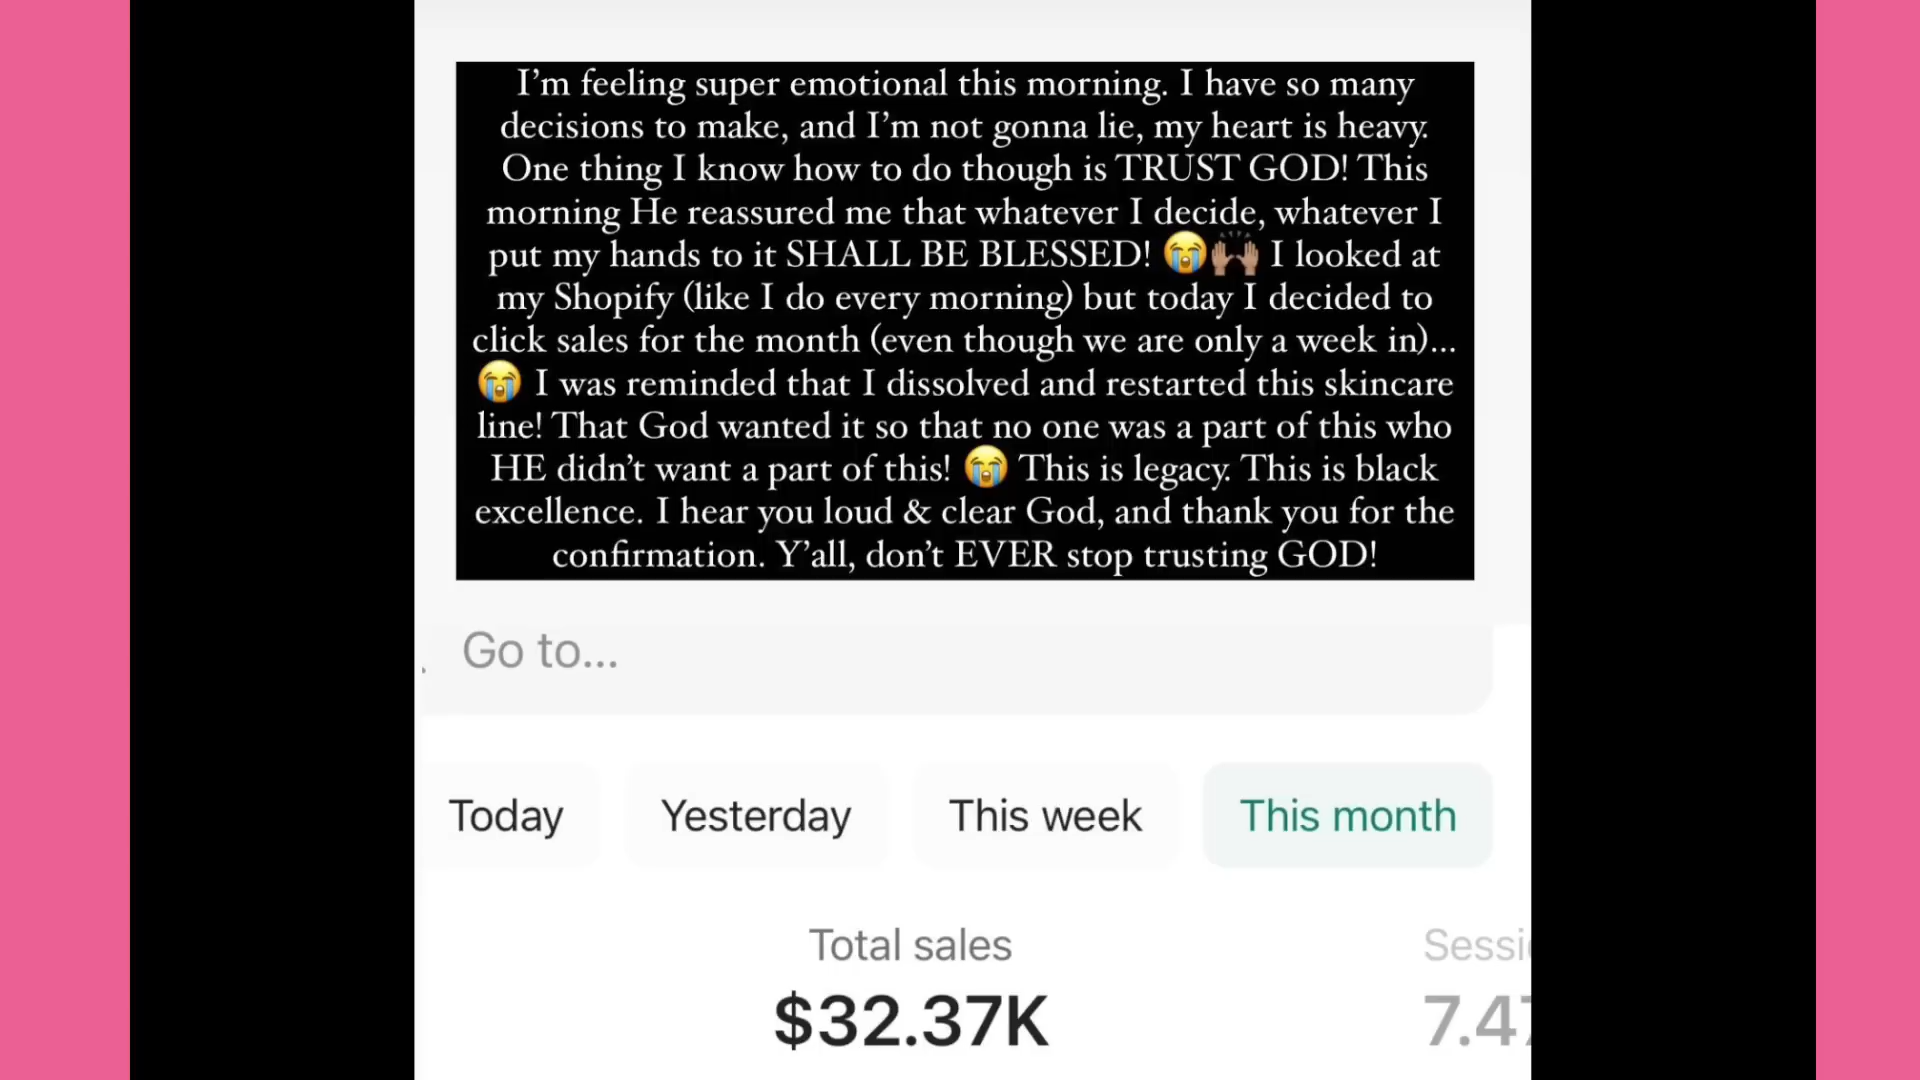 I’m feeling super emotional this morning. I have so many
decisions to make, and I’m not gonna lie, my heart is heavy.
One thing I know how to do though is TRUST GOD! This
morning He reassured me that whatever I decide, whatever I
put my hands to it SHALL BE BLESSED! 😭🙌🏽 I looked at
my Shopify (like I do every morning) but today I decided to
click sales for the month (even though we are only a week in)...
😭 I was reminded that I dissolved and restarted this skincare
line! That God wanted it so that no one was a part of this who
HE didn’t want a part of this! 😭 This is legacy. This is black
excellence. I hear you loud & clear God, and thank you for the
confirmation. Y’all, don’t EVER stop trusting GOD!
Go to...
Today Yesterday This week This month
Total sales
$32.37K